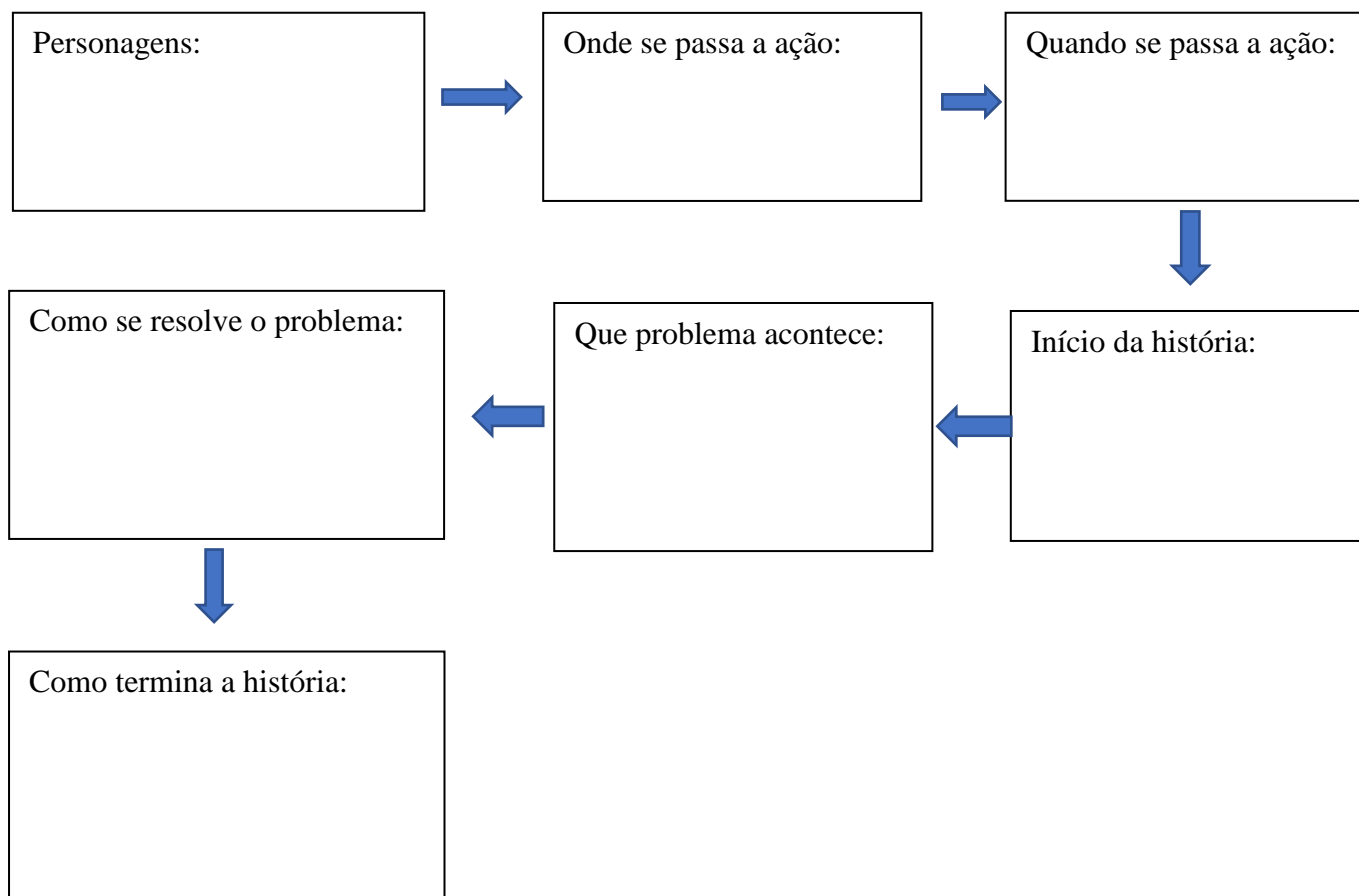 Personagens:
Onde se passa a ação:
Quando se passa a ação:
Início da história:
Que problema acontece:
Como se resolve o problema:
Como termina a história: